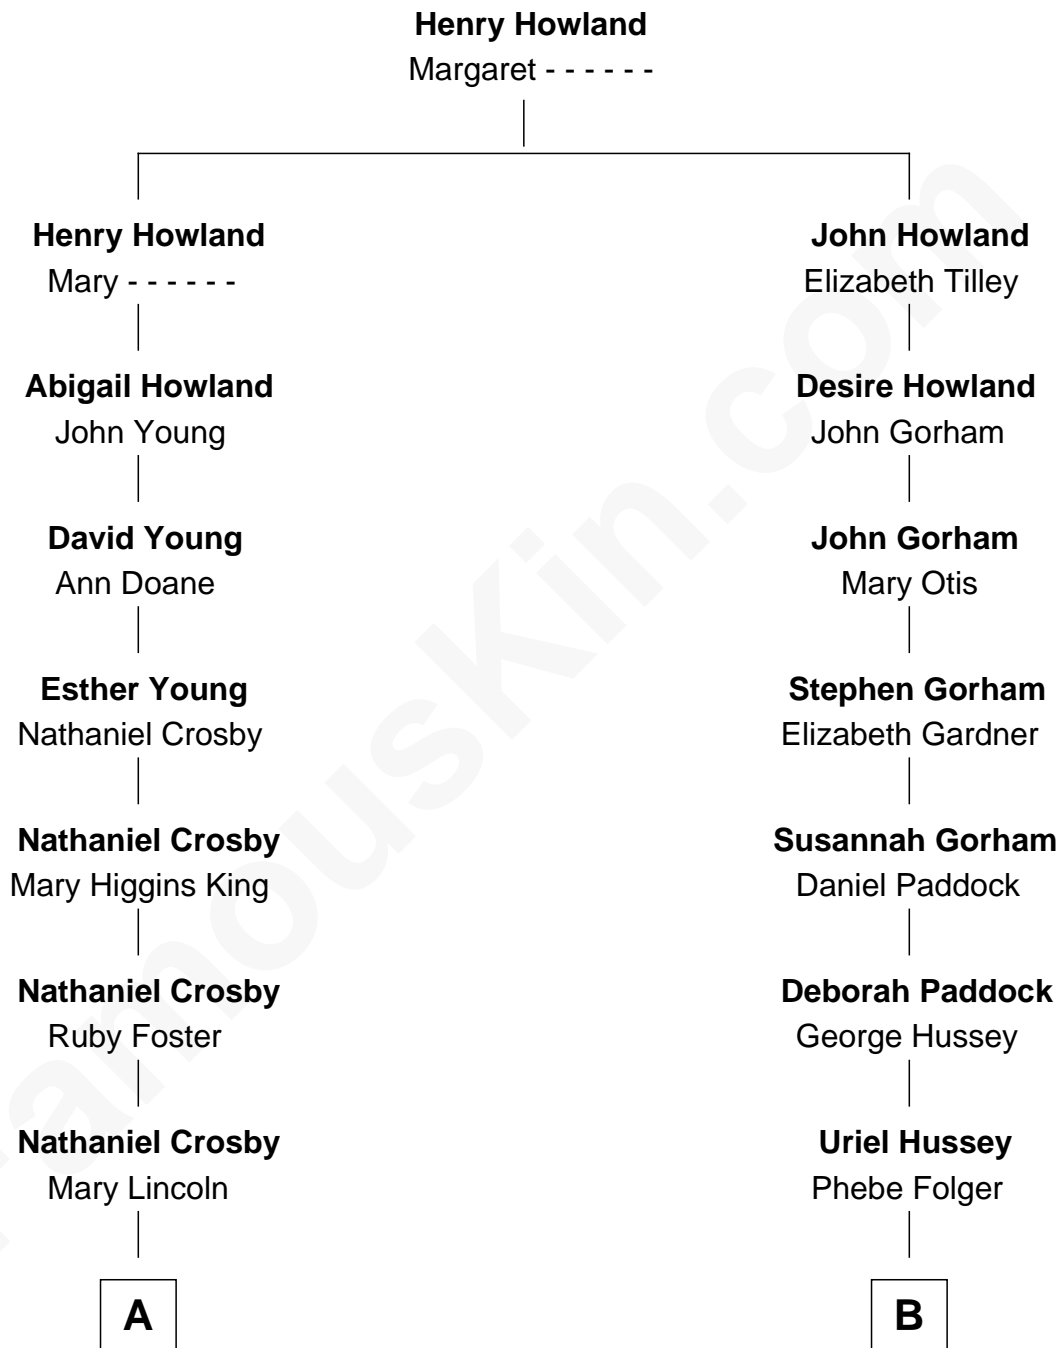 Henry Howland
Margaret - - - - - -
Henry Howland
Mary - - - - - -
John Howland
Elizabeth Tilley
Abigail Howland
John Young
Desire Howland
John Gorham
David Young
Ann Doane
John Gorham
Mary Otis
Esther Young
Nathaniel Crosby
Stephen Gorham
Elizabeth Gardner
Nathaniel Crosby
Mary Higgins King
Susannah Gorham
Daniel Paddock
Nathaniel Crosby
Ruby Foster
Deborah Paddock
George Hussey
Nathaniel Crosby
Mary Lincoln
Uriel Hussey
Phebe Folger
A
B
FamousKin.com